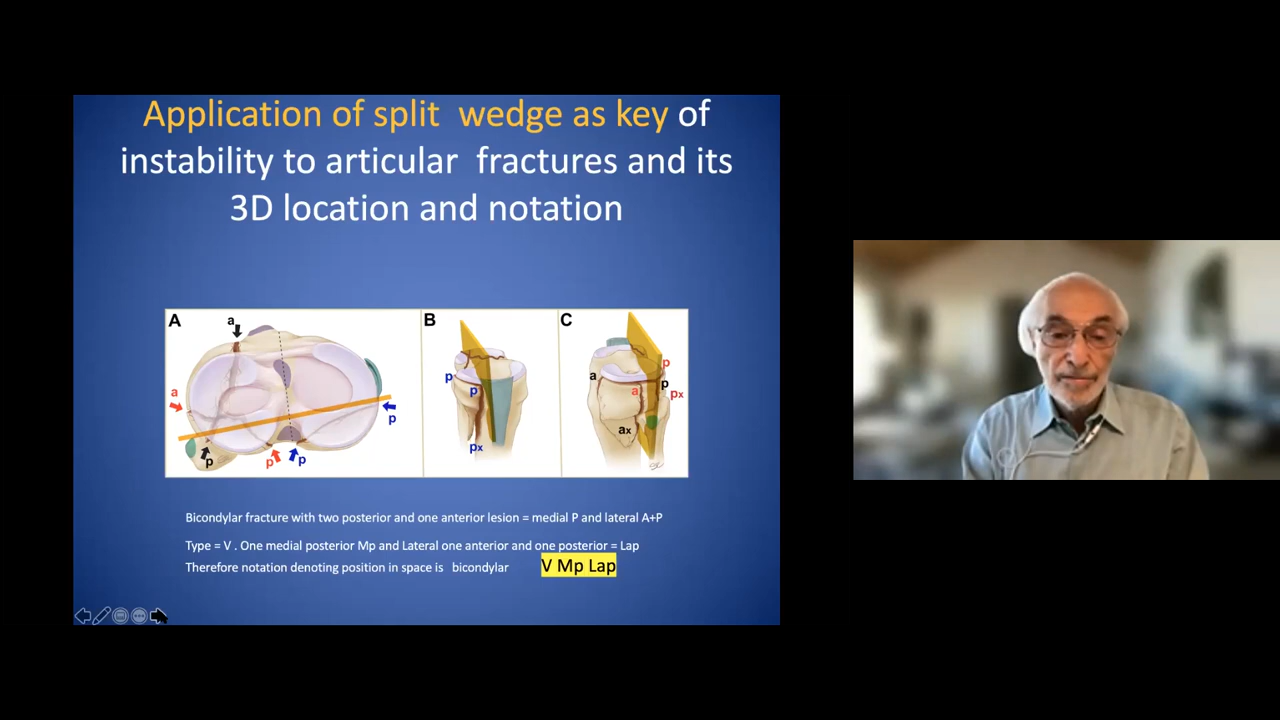 Application of split wedge as key of
instability to articular fractures and its
3D location and notation
A
a
a
p
p
p
p
B
p
p
px
C
a
p
a
p
px
ax
Bicondylar fracture with two posterior and one anterior lesion = medial P and lateral A+P
Type = V . One medial posterior Mp and Lateral one anterior and one posterior = Lap
Therefore notation denoting position in space is bicondylar V Mp Lap